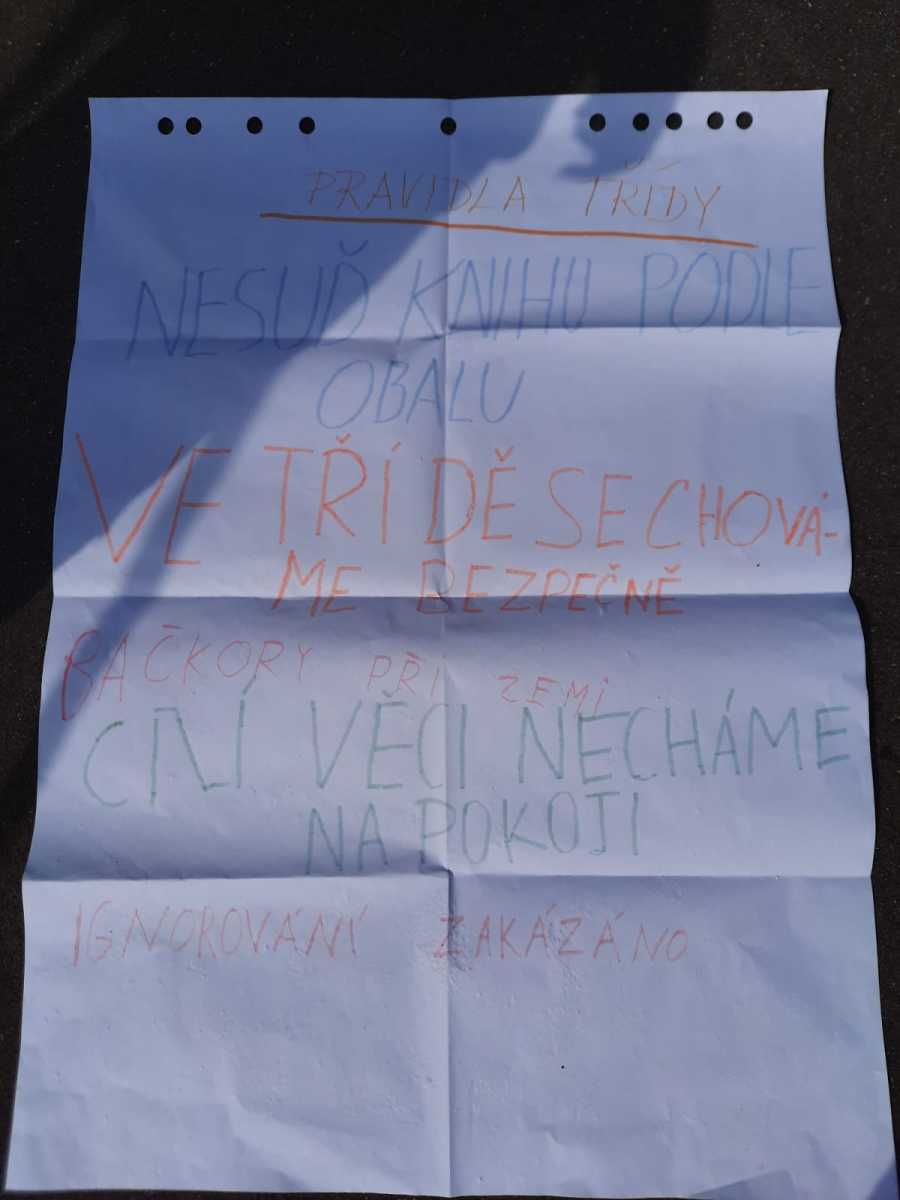 PRAVIDLA TŘÍDY
NESUĎ KNIHU PODLE
OBALU
VE TŘÍDĚ SE CHOVÁ-
ME BEZPEČNĚ
BAČKORY PŘI ZEMI
CIZÍ VĚCI NECHÁME
NA POKOJI
IGNOROVÁNÍ ZAKÁZÁNO